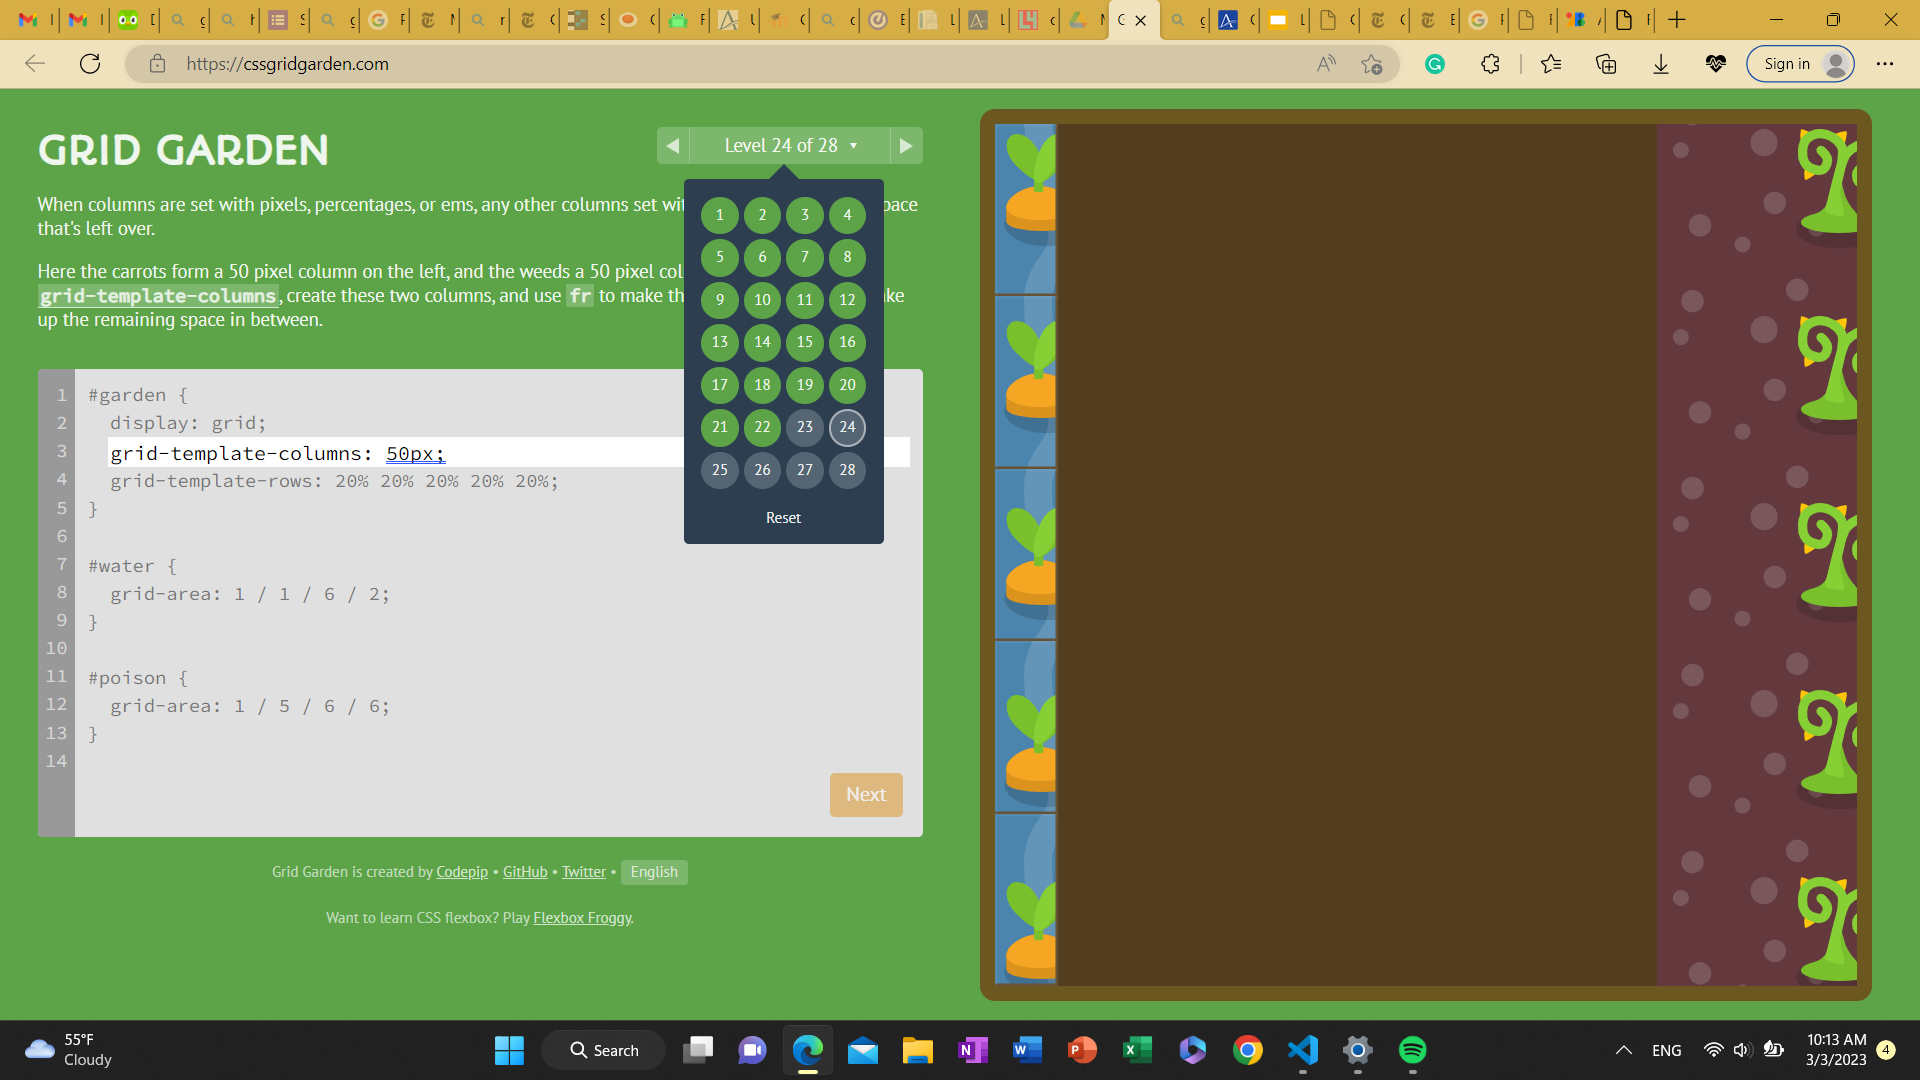 https://cssgridgarden.com
Sign in
GRID GARDEN
Level 24 of 28
When columns are set with pixels, percentages, or ems, any other columns set wi pace
that's left over.
Here the carrots form a 50 pixel column on the left, and the weeds a 50 pixel col
grid-template-columns, create these two columns, and use fr to make th ke
up the remaining space in between.
1 2 3 4
5 6 7 8
9 10 11 12
13 14 15 16
17 18 19 20
21 22 23 24
25 26 27 28
Reset
1 #garden {
2 display: grid;
3 grid-template-columns: 50px;
4 grid-template-rows: 20% 20% 20% 20% 20%;
5 }
6
7 #water {
8 grid-area: 1 / 1 / 6 / 2;
9 }
10
11 #poison {
12 grid-area: 1 / 5 / 6 / 6;
13 }
14
Next
Grid Garden is created by Codepip • GitHub • Twitter • English
Want to learn CSS flexbox? Play Flexbox Froggy.
55°F
Cloudy
Search
ENG
10:13 AM
3/3/2023
4